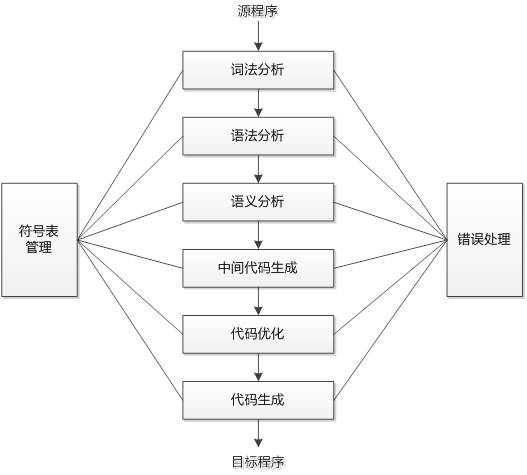 源程序
词法分析
语法分析
语义分析
符号表
管理
错误处理
中间代码生成
代码优化
代码生成
目标程序